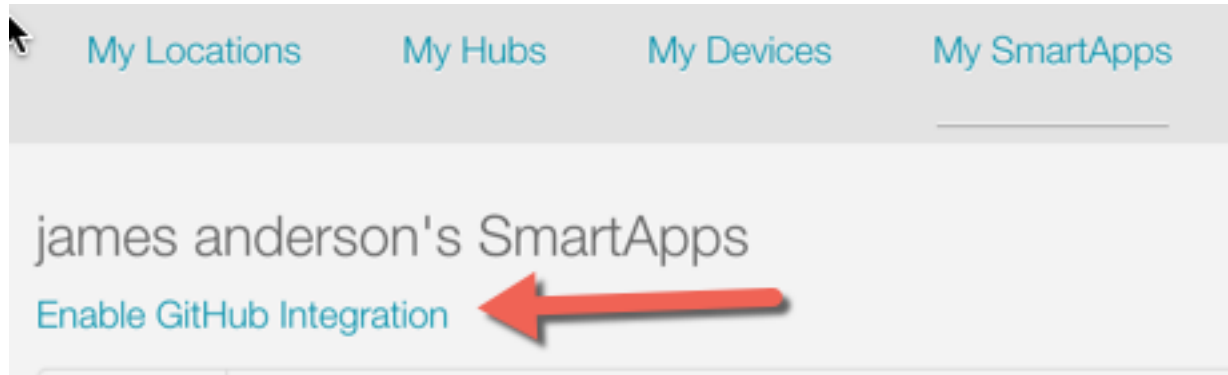 My Locations My Hubs My Devices My SmartApps
james anderson's SmartApps
Enable GitHub Integration